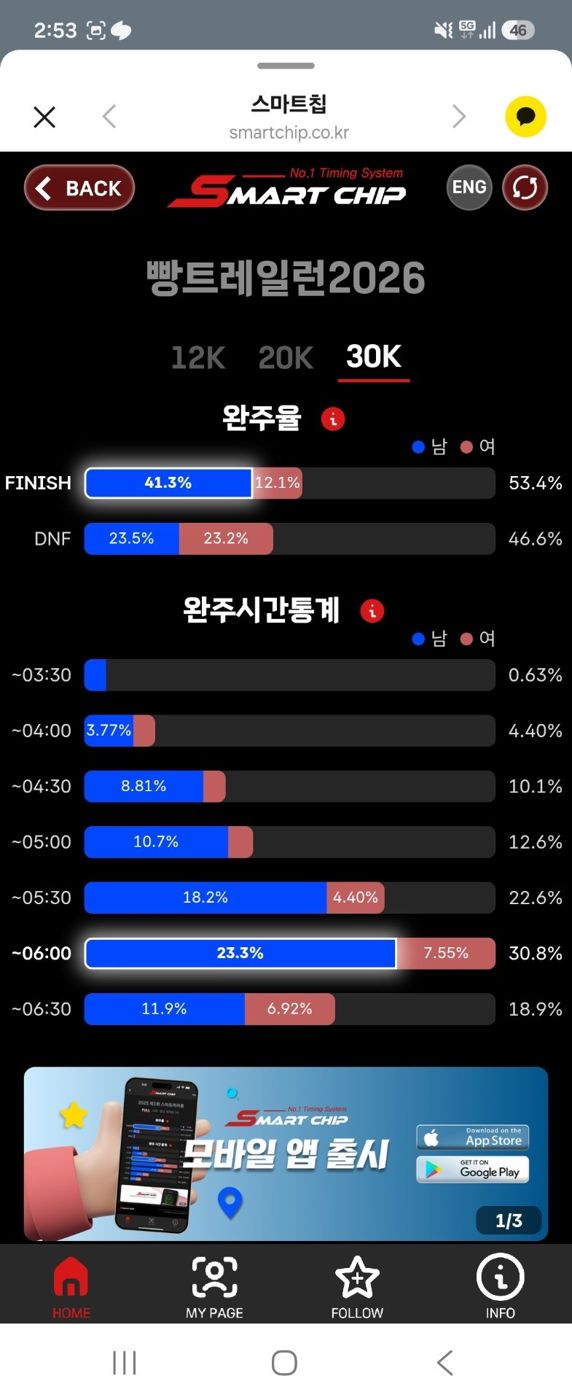 2:53
5G
46
스마트칩
smartchip.co.kr
BACK
No.1 Timing System
SMART CHIP
ENG
빵트레일런2026
12K 20K 30K
완주율
남 여
FINISH 41.3% 12.1% 53.4%
DNF 23.5% 23.2% 46.6%
완주시간통계
남 여
~03:30 0.63%
~04:00 3.77% 4.40%
~04:30 8.81% 10.1%
~05:00 10.7% 12.6%
~05:30 18.2% 4.40% 22.6%
~06:00 23.3% 7.55% 30.8%
~06:30 11.9% 6.92% 18.9%
SMART CHIP
No.1 Timing System
SMART CHIP
모바일 앱 출시
Download on the
App Store
GET IT ON
Google Play
1/3
HOME MY PAGE FOLLOW INFO